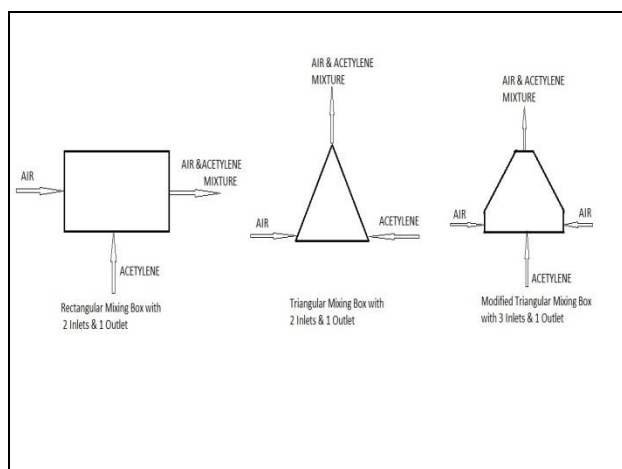 AIR
AIR &ACETYLENE
MIXTURE
ACETYLENE
Rectangular Mixing Box with
2 Inlets & 1 Outlet
AIR & ACETYLENE
MIXTURE
AIR
ACETYLENE
Triangular Mixing Box with
2 Inlets & 1 Outlet
AIR & ACETYLENE
MIXTURE
AIR
AIR
ACETYLENE
Modified Triangular Mixing Box
with 3 Inlets & 1 Outlet